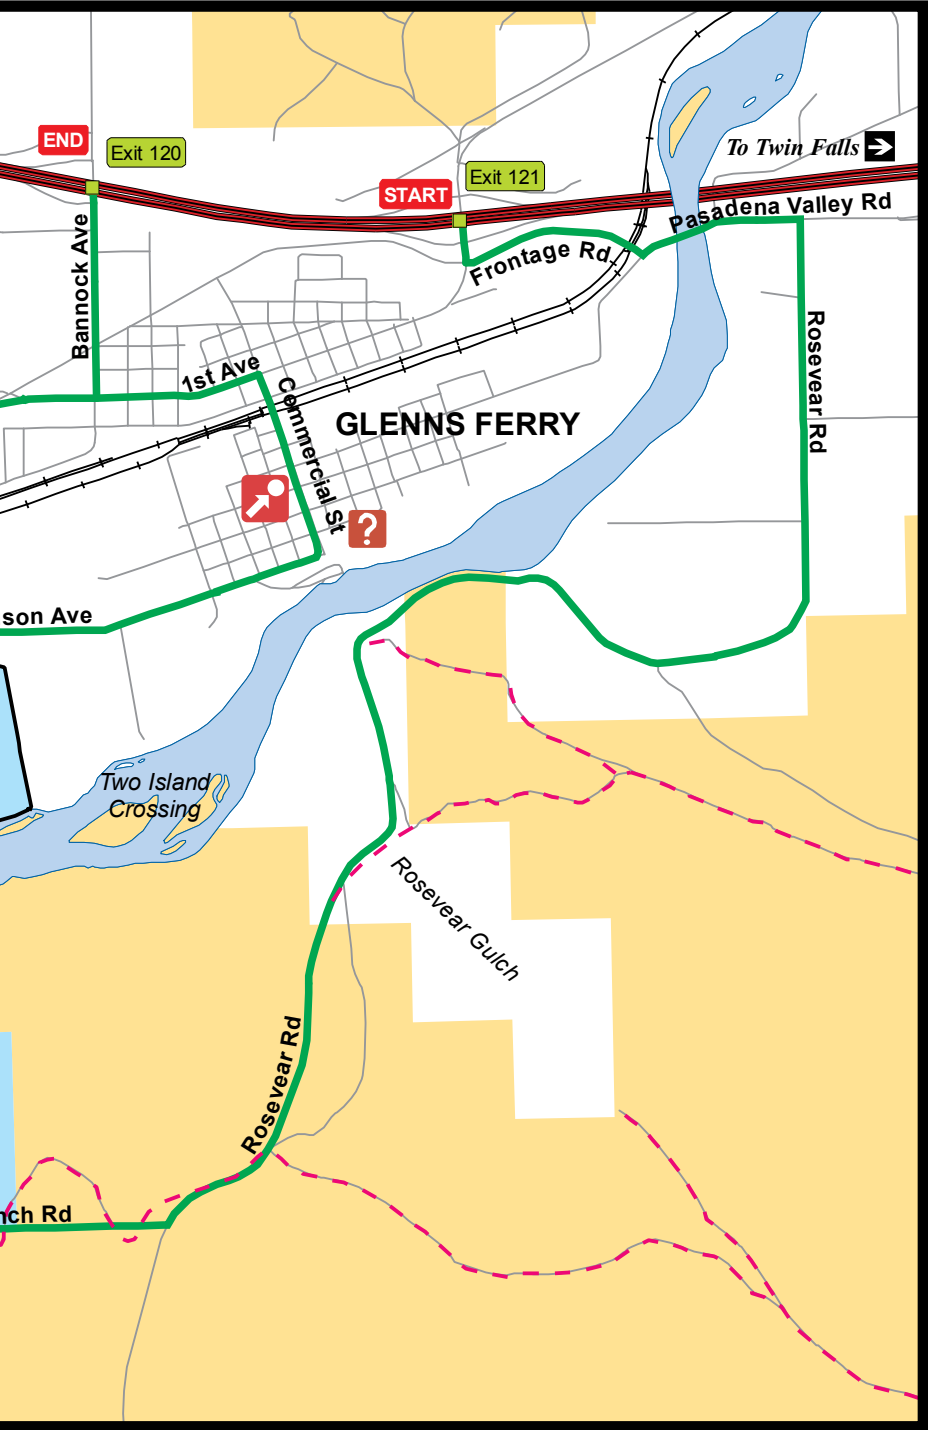 END
Exit 120
To Twin Falls
START
Exit 121
Pasadena Valley Rd
Frontage Rd
Bannock Ave
Rosevear Rd
1st Ave
Commercial St
GLENNS FERRY
?
son Ave
Two Island
Crossing
Rosevear Gulch
Rosevear Rd
nch Rd